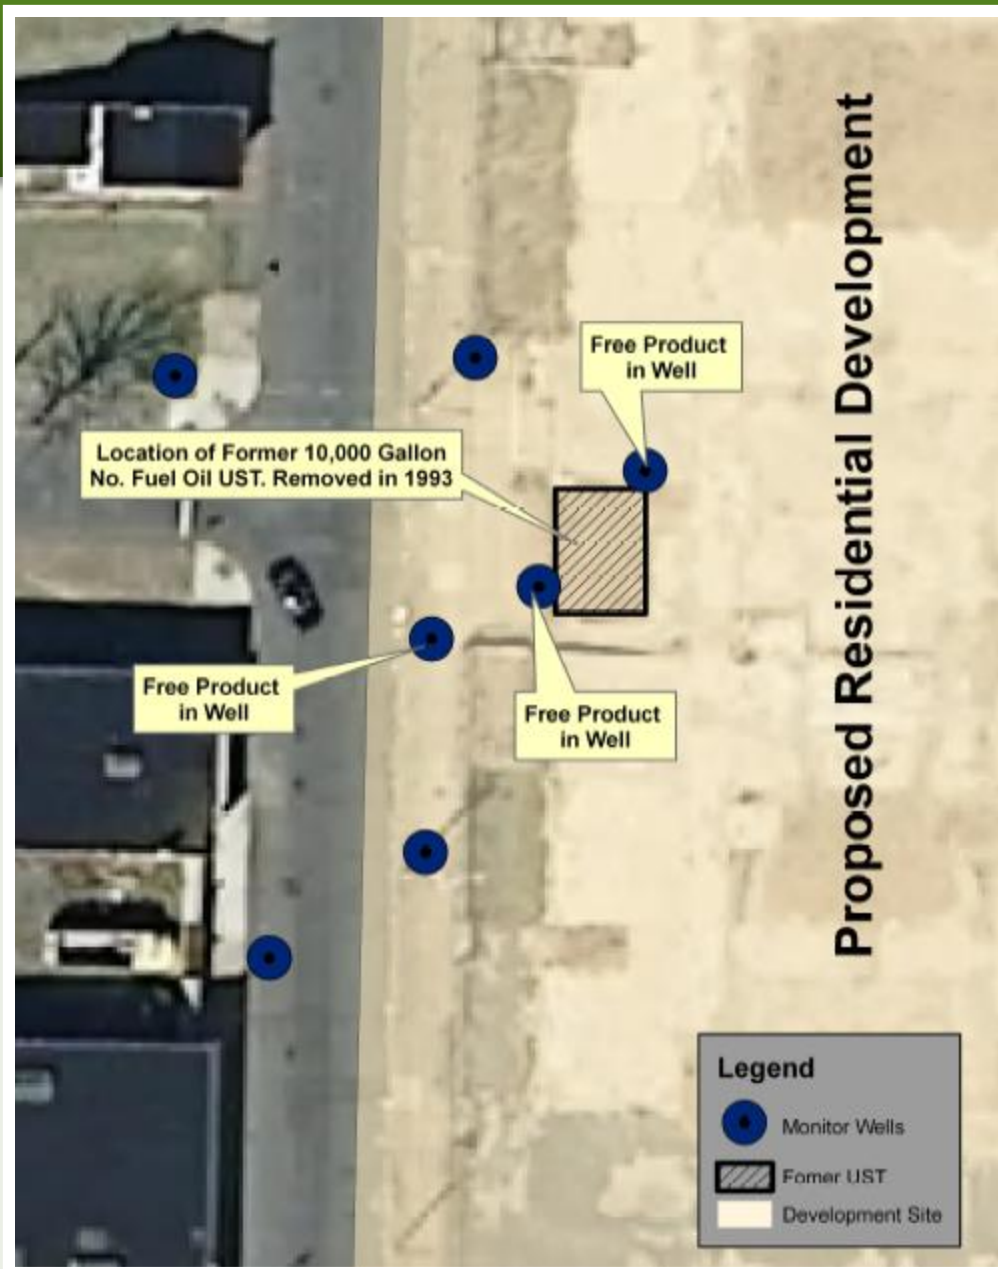 Proposed Residential Development
Free Product
in Well
Location of Former 10,000 Gallon
No. Fuel Oil UST. Removed in 1993
Free Product
in Well
Free Product
in Well
Legend
Monitor Wells
Fomer UST
Development Site